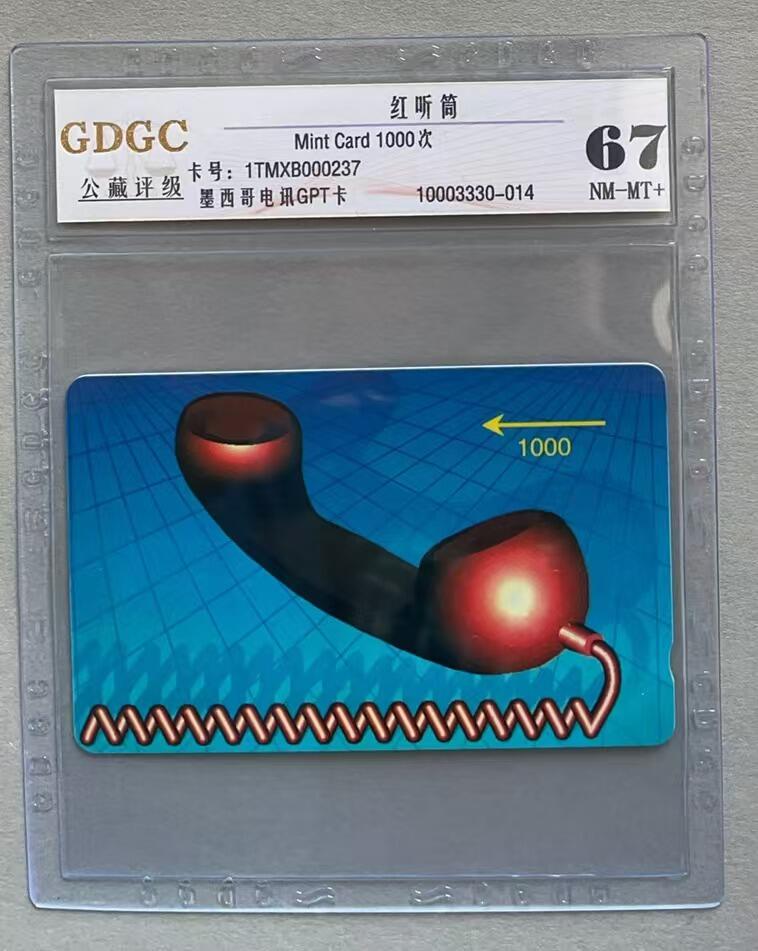 GDGC
公藏评级
红听筒
Mint Card 1000次
卡号：1TMXB000237
墨西哥电讯GPT卡
10003330-014
67
NM-MT+
1000